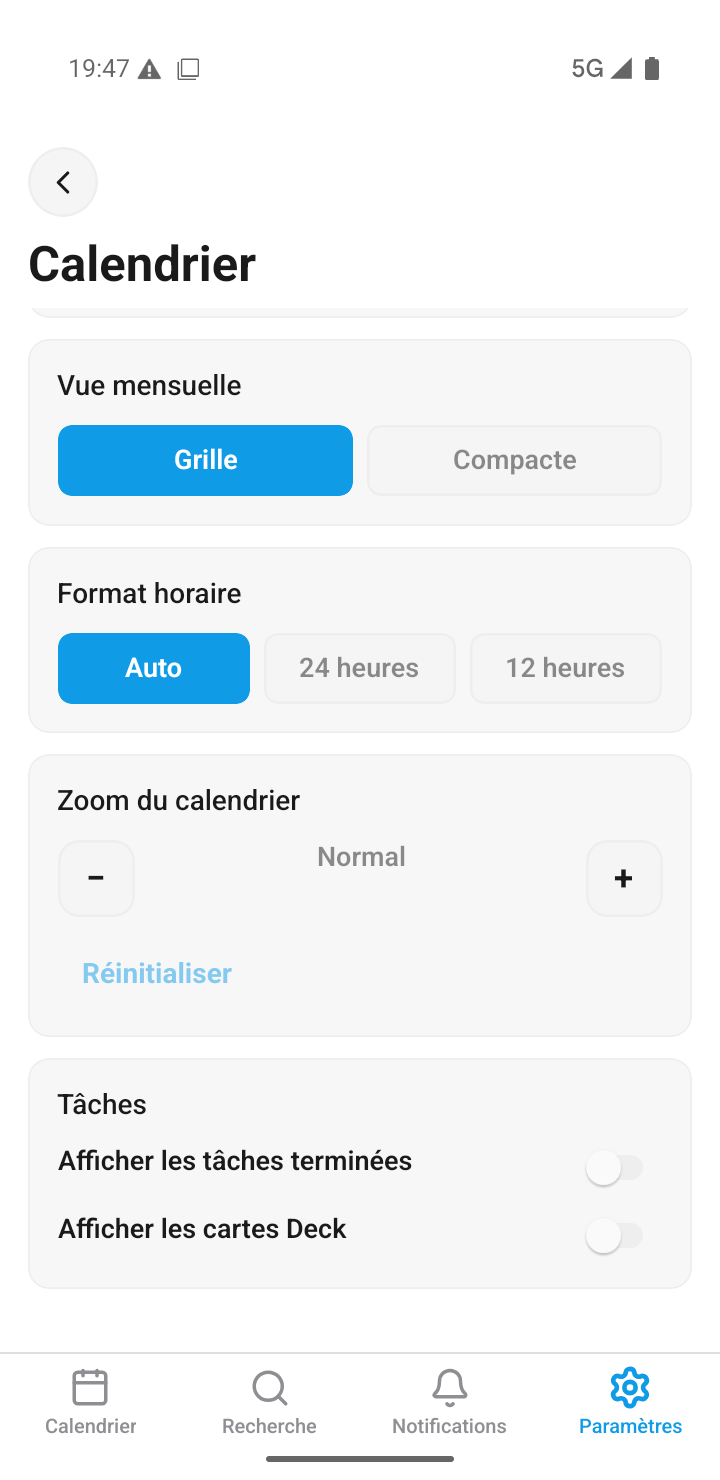 19:47
5G
Calendrier
Vue mensuelle
Grille
Compacte
Format horaire
Auto
24 heures
12 heures
Zoom du calendrier
−
Normal
+
Réinitialiser
Tâches
Afficher les tâches terminées
Afficher les cartes Deck
Calendrier
Recherche
Notifications
Paramètres